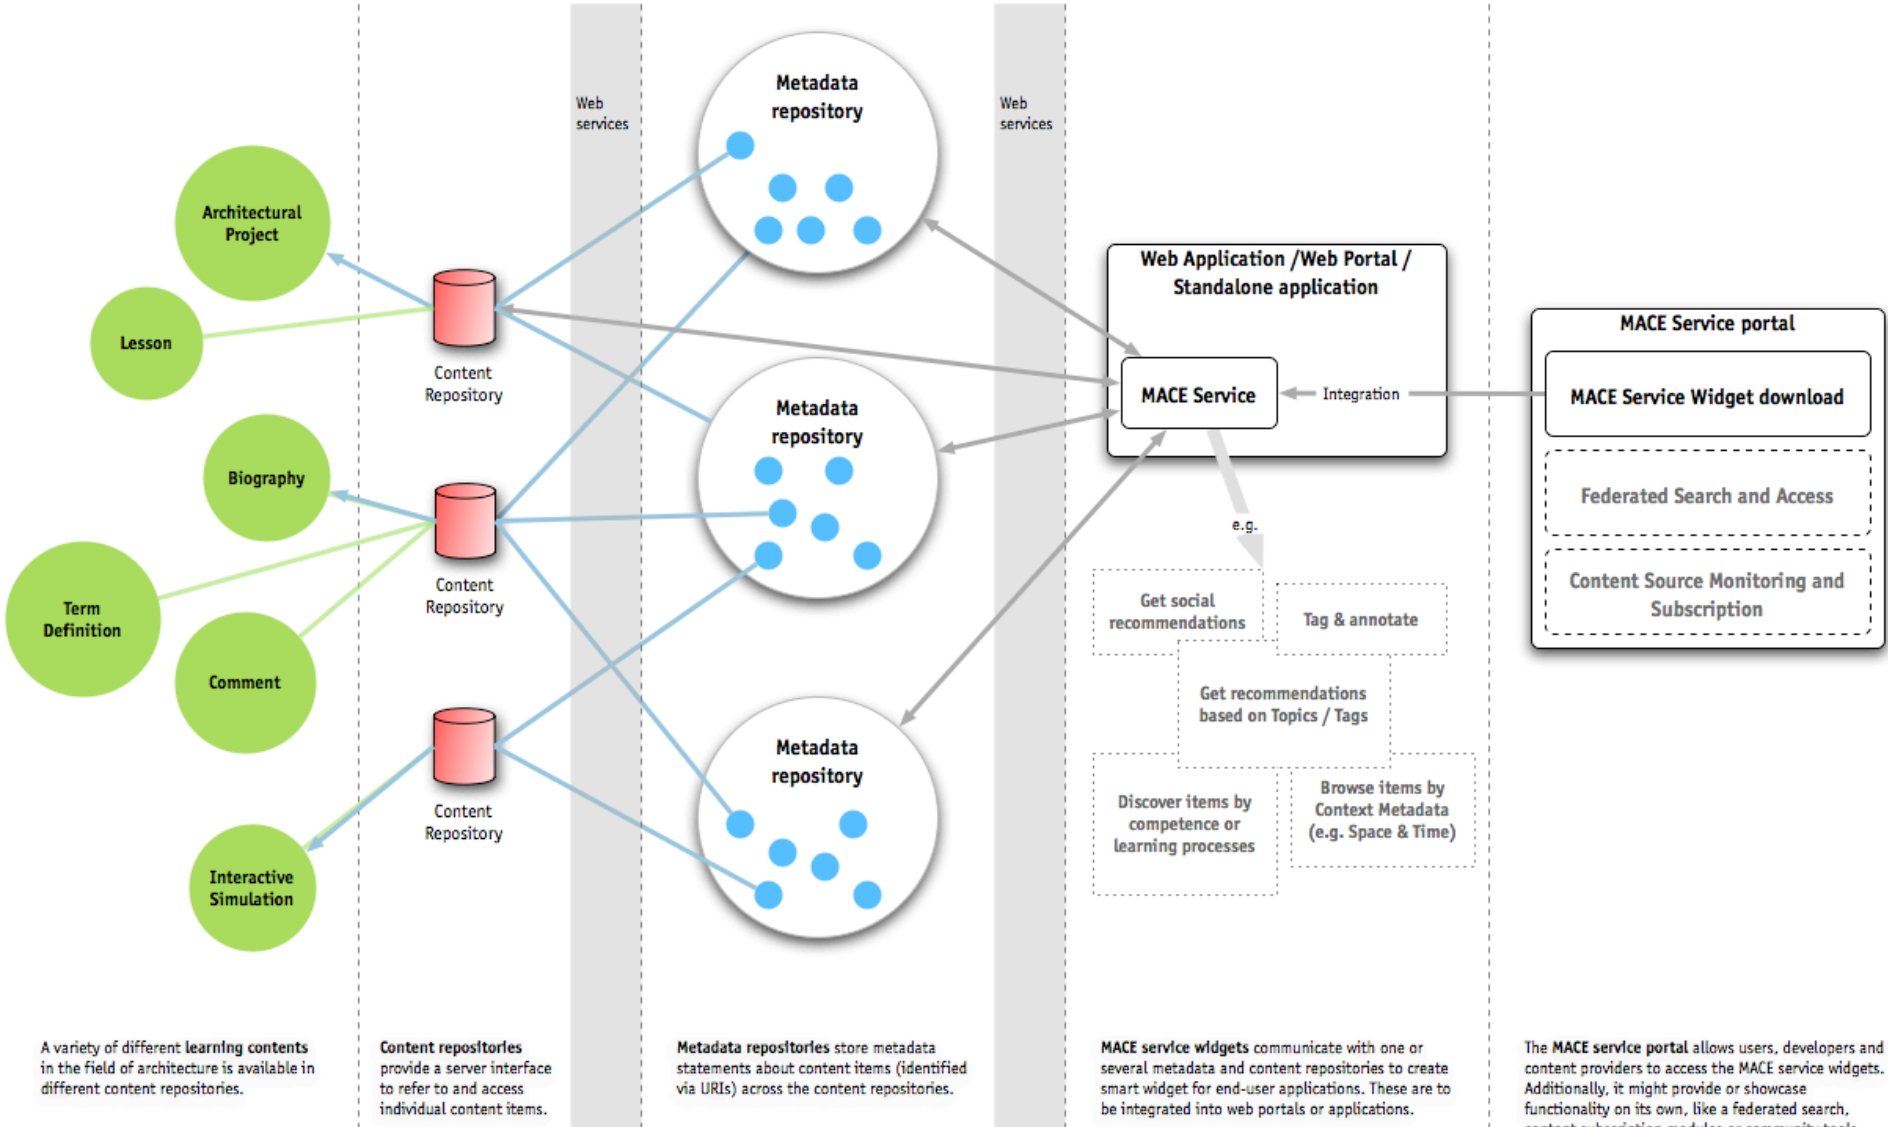 Web
services
Metadata
repository
Web
services
Architectural
Project
Lesson
Content
Repository
Biography
Term
Definition
Comment
Content
Repository
Interactive
Simulation
Content
Repository
Metadata
repository
Metadata
repository
Web Application /Web Portal /
Standalone application
MACE Service
Integration
e.g.
Get social
recommendations
Tag & annotate
Get recommendations
based on Topics / Tags
Discover items by
competence or
learning processes
Browse items by
Context Metadata
(e.g. Space & Time)
MACE Service portal
MACE Service Widget download
Federated Search and Access
Content Source Monitoring and
Subscription
A variety of different learning contents
in the field of architecture is available in
different content repositories.
Content repositories
provide a server interface
to refer to and access
individual content items.
Metadata repositories store metadata
statements about content items (identified
via URIs) across the content repositories.
MACE service widgets communicate with one or
several metadata and content repositories to create
smart widget for end-user applications. These are to
be integrated into web portals or applications.
The MACE service portal allows users, developers and
content providers to access the MACE service widgets.
Additionally, it might provide or showcase
functionality on its own, like a federated search,
content subscription modules or community tools